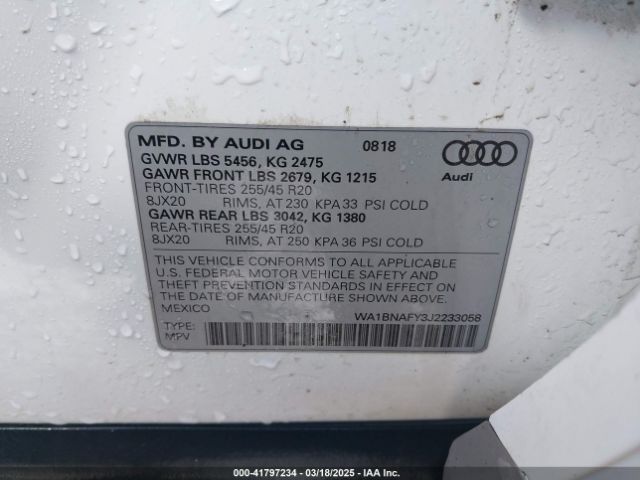 MFD. BY AUDI AG 0818
GVWR LBS 5456, KG 2475
GAWR FRONT LBS 2679, KG 1215
FRONT-TIRES 255/45 R20
8JX20 RIMS, AT 230 KPA 33 PSI COLD
GAWR REAR LBS 3042, KG 1380
REAR-TIRES 255/45 R20
8JX20 RIMS, AT 250 KPA 36 PSI COLD
Audi
THIS VEHICLE CONFORMS TO ALL APPLICABLE
U.S. FEDERAL MOTOR VEHICLE SAFETY AND
THEFT PREVENTION STANDARDS IN EFFECT ON
THE DATE OF MANUFACTURE SHOWN ABOVE.
MEXICO
WA1BNAFY3J2233058
TYPE:
MPV
000-41797234 - 03/18/2025 - IAA Inc.